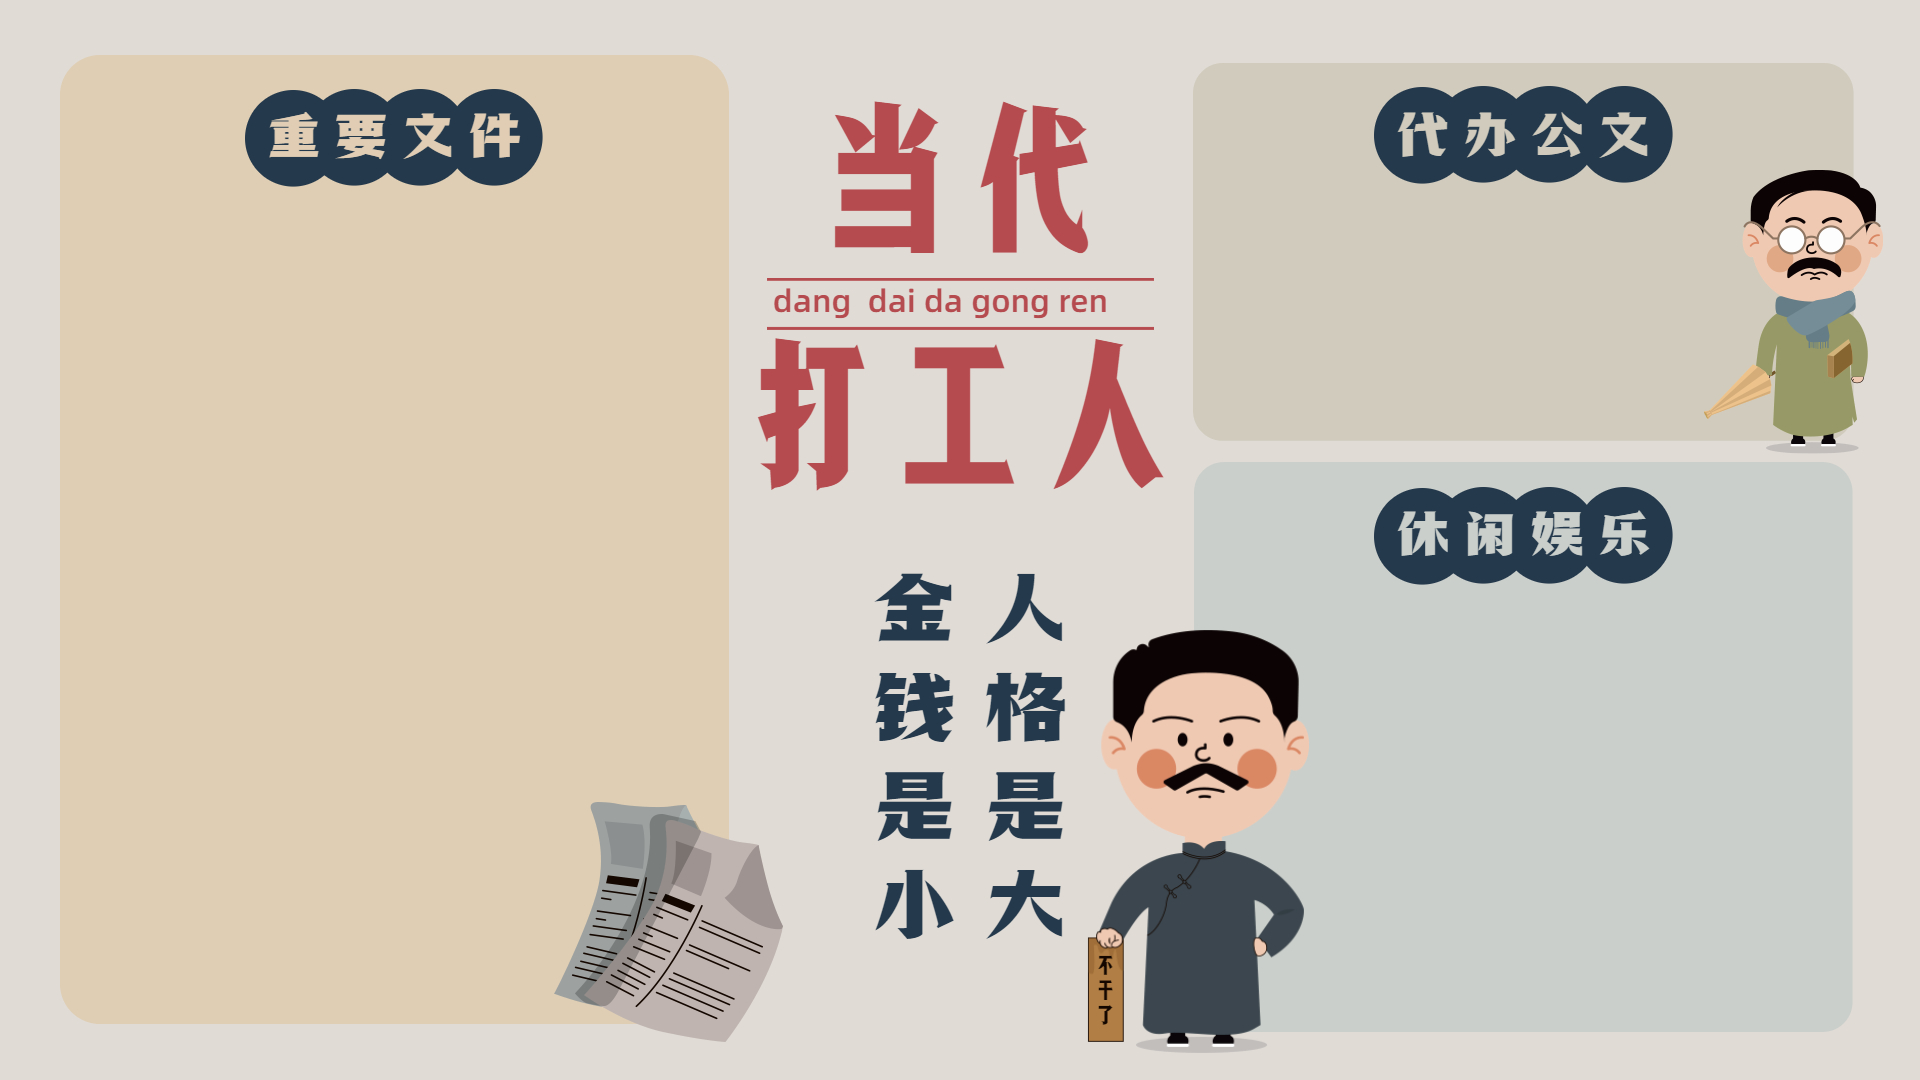 重要文件
当代
dang dai da gong ren
打工人
代办公文
休闲娱乐
人格是大
金钱是小
不干了